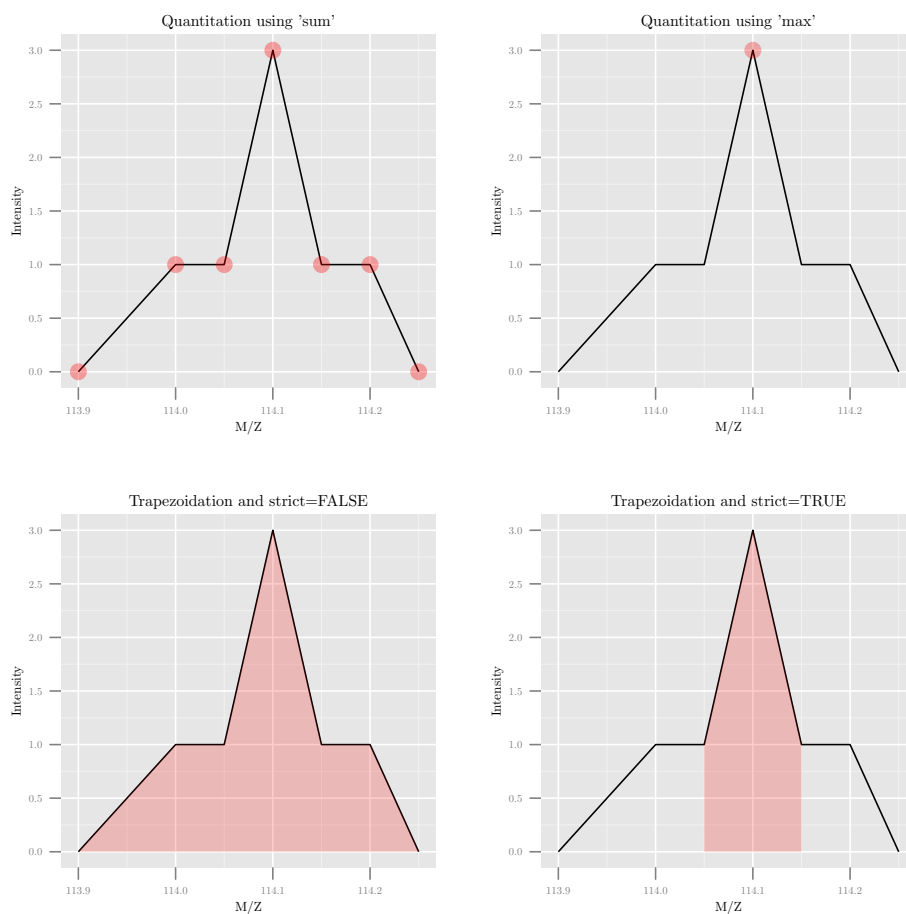 Quantitation using 'sum'
Intensity
3.0
2.5
2.0
1.5
1.0
0.5
0.0
113.9 114.0 114.1 114.2
M/Z
Quantitation using 'max'
Intensity
3.0
2.5
2.0
1.5
1.0
0.5
0.0
113.9 114.0 114.1 114.2
M/Z
Trapezoidation and strict=FALSE
Intensity
3.0
2.5
2.0
1.5
1.0
0.5
0.0
113.9 114.0 114.1 114.2
M/Z
Trapezoidation and strict=TRUE
Intensity
3.0
2.5
2.0
1.5
1.0
0.5
0.0
113.9 114.0 114.1 114.2
M/Z